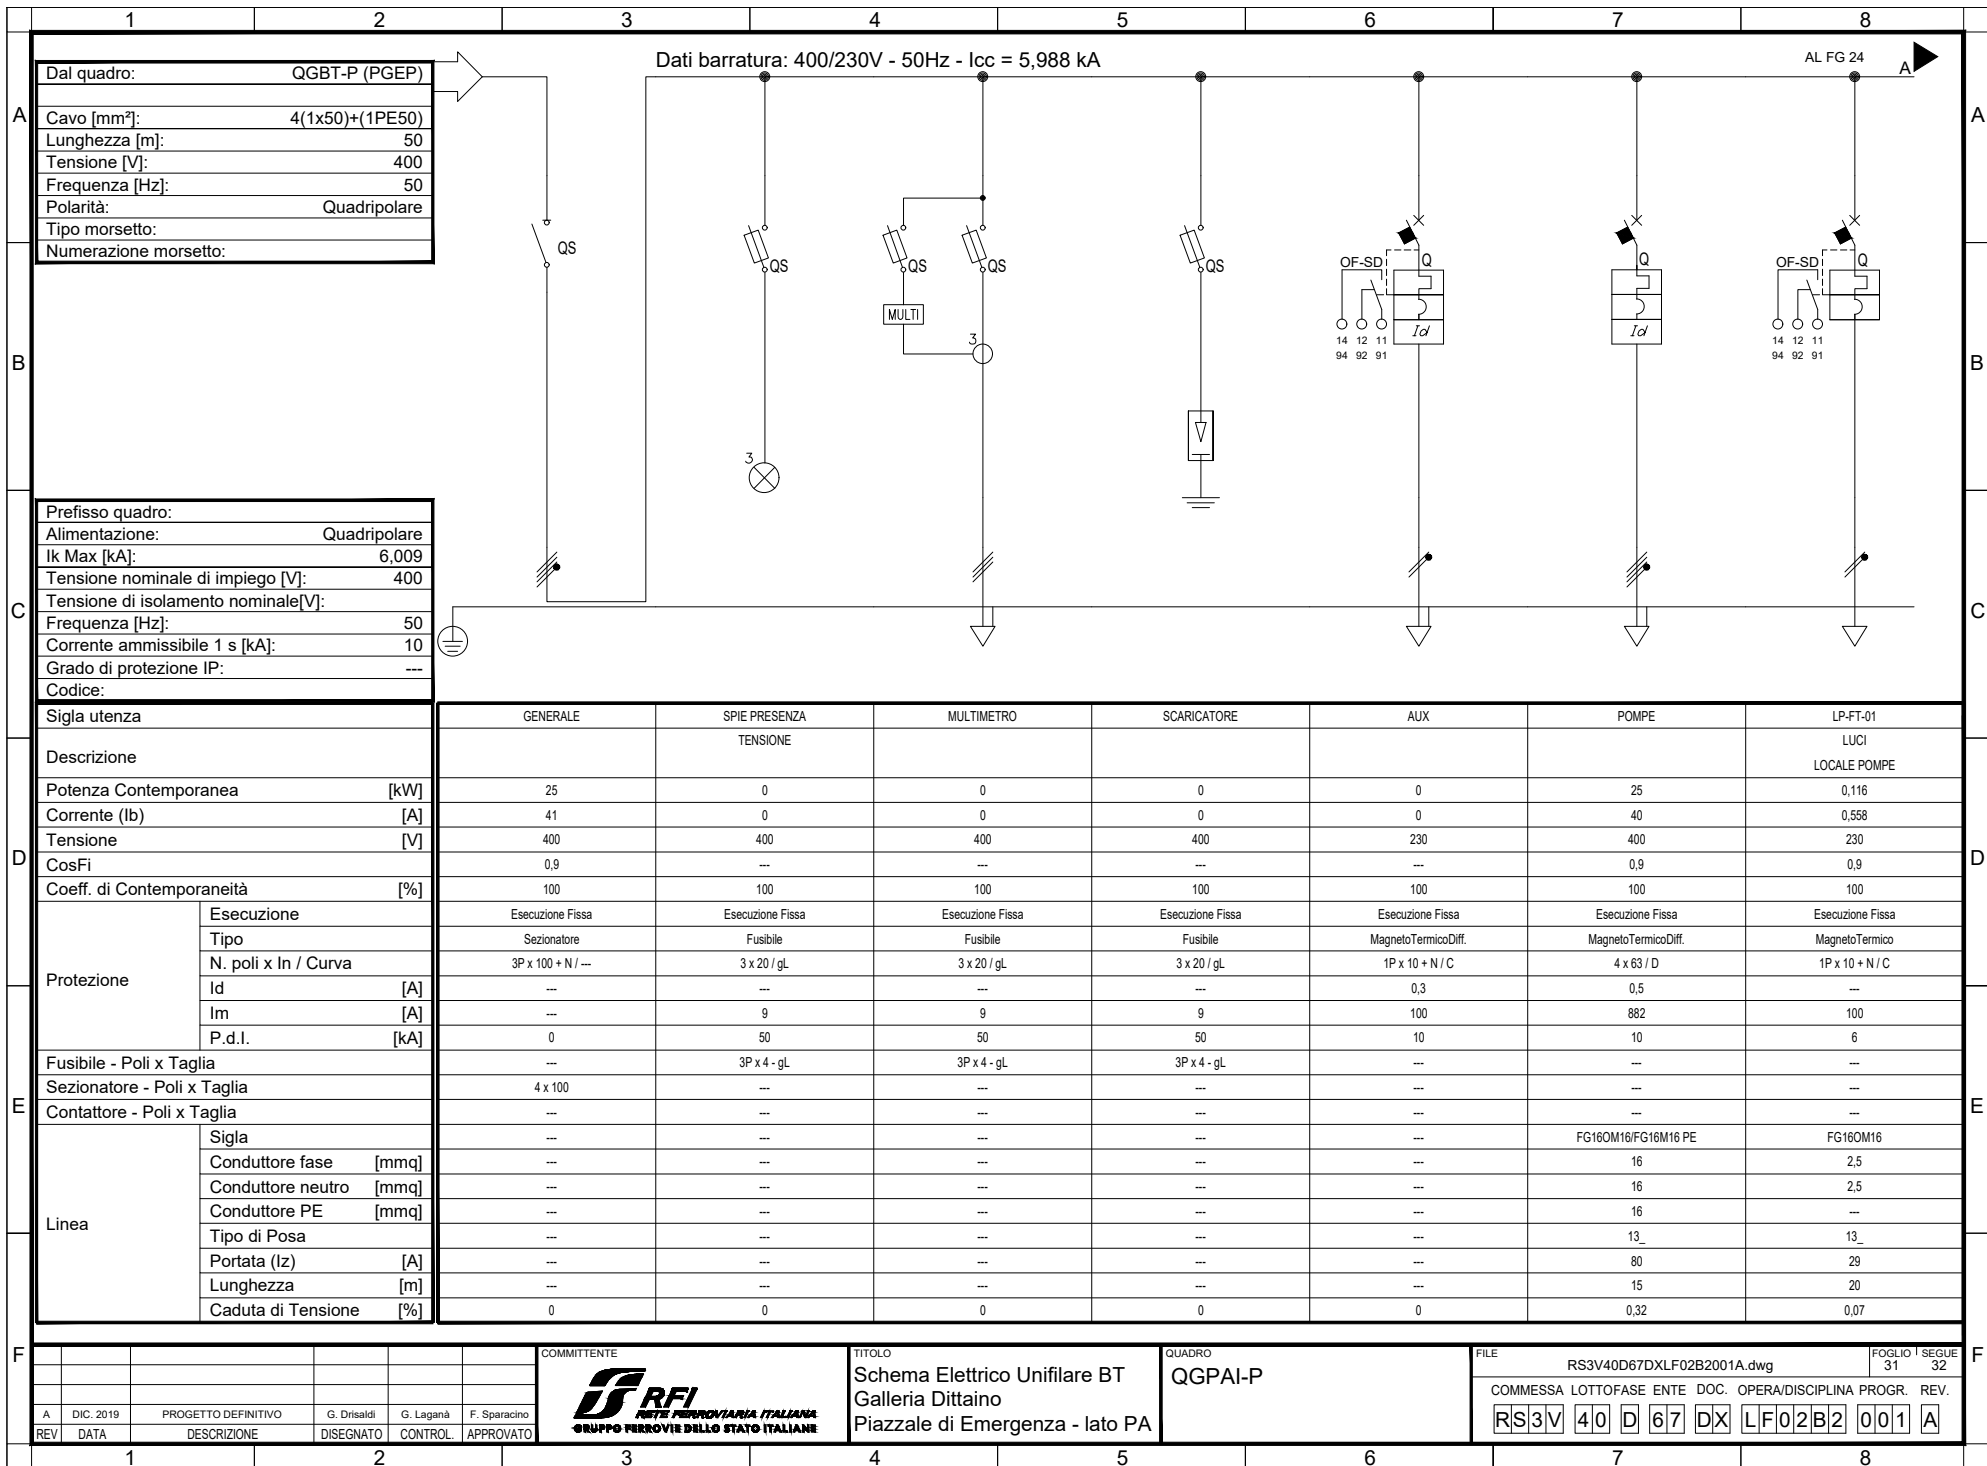 1 2 3 4 5 6 7 8
Dati barratura: 400/230V - 50Hz - Icc = 5,988 kA
AL FG 24
A
A
A
Dal quadro: QGBT-P (PGEP)
Cavo [mm²]: 4(1x50)+(1PE50)
Lunghezza [m]: 50
Tensione [V]: 400
Frequenza [Hz]: 50
Polarità: Quadripolare
Tipo morsetto:
Numerazione morsetto:
QS
QS
QS
QS
QS
OF-SD
Q
Q
OF-SD
Q
MULTI
3
Id
Id
14 12 11
94 92 91
14 12 11
94 92 91
B
B
3
Prefisso quadro:
Alimentazione: Quadripolare
Ik Max [kA]: 6,009
Tensione nominale di impiego [V]: 400
Tensione di isolamento nominale[V]:
Frequenza [Hz]: 50
Corrente ammissibile 1 s [kA]: 10
Grado di protezione IP: ---
Codice:
C
C
Sigla utenza GENERALE SPIE PRESENZA MULTIMETRO SCARICATORE AUX POMPE LP-FT-01
Descrizione TENSIONE LUCI
LOCALE POMPE
Potenza Contemporanea [kW] 25 0 0 0 0 25 0,116
Corrente (Ib) [A] 41 0 0 0 0 40 0,558
Tensione [V] 400 400 400 400 230 400 230
D
D
CosFi 0,9 --- --- --- --- 0,9 0,9
Coeff. di Contemporaneità [%] 100 100 100 100 100 100 100
Protezione
Esecuzione Esecuzione Fissa Esecuzione Fissa Esecuzione Fissa Esecuzione Fissa Esecuzione Fissa Esecuzione Fissa Esecuzione Fissa
Tipo Sezionatore Fusibile Fusibile Fusibile MagnetoTermicoDiff. MagnetoTermicoDiff. MagnetoTermico
N. poli x In / Curva 3P x 100 + N / --- 3 x 20 / gL 3 x 20 / gL 3 x 20 / gL 1P x 10 + N / C 4 x 63 / D 1P x 10 + N / C
Id [A] --- --- --- --- 0,3 0,5 ---
Im [A] --- 9 9 9 100 882 100
P.d.I. [kA] 0 50 50 50 10 10 6
Fusibile - Poli x Taglia --- 3P x 4 - gL 3P x 4 - gL 3P x 4 - gL --- --- ---
Sezionatore - Poli x Taglia 4 x 100 --- --- --- --- --- ---
E
E
Contattore - Poli x Taglia --- --- --- --- --- --- ---
Linea
Sigla --- --- --- --- --- FG16OM16/FG16M16 PE FG16OM16
Conduttore fase [mmq] --- --- --- --- --- 16 2,5
Conduttore neutro [mmq] --- --- --- --- --- 16 2,5
Conduttore PE [mmq] --- --- --- --- --- 16 ---
Tipo di Posa --- --- --- --- --- 13_ 13_
Portata (Iz) [A] --- --- --- --- --- 80 29
Lunghezza [m] --- --- --- --- --- 15 20
Caduta di Tensione [%] 0 0 0 0 0 0,32 0,07
F
F
A DIC. 2019 PROGETTO DEFINITIVO G. Drisaldi G. Laganà F. Sparacino
REV DATA DESCRIZIONE DISEGNATO CONTROL. APPROVATO
COMMITTENTE
RFI
RETE FERROVIARIA ITALIANA
GRUPPO FERROVIE DELLO STATO ITALIANE
TITOLO
Schema Elettrico Unifilare BT
Galleria Dittaino
Piazzale di Emergenza - lato PA
QUADRO
QGPAI-P
FILE
RS3V40D67DXLF02B2001A.dwg
FOGLIO SEGUE
31 32
COMMESSA LOTTO FASE ENTE DOC. OPERA/DISCIPLINA PROGR. REV.
RS3V 40 D 67 DX LF02B2 001 A
1 2 3 4 5 6 7 8